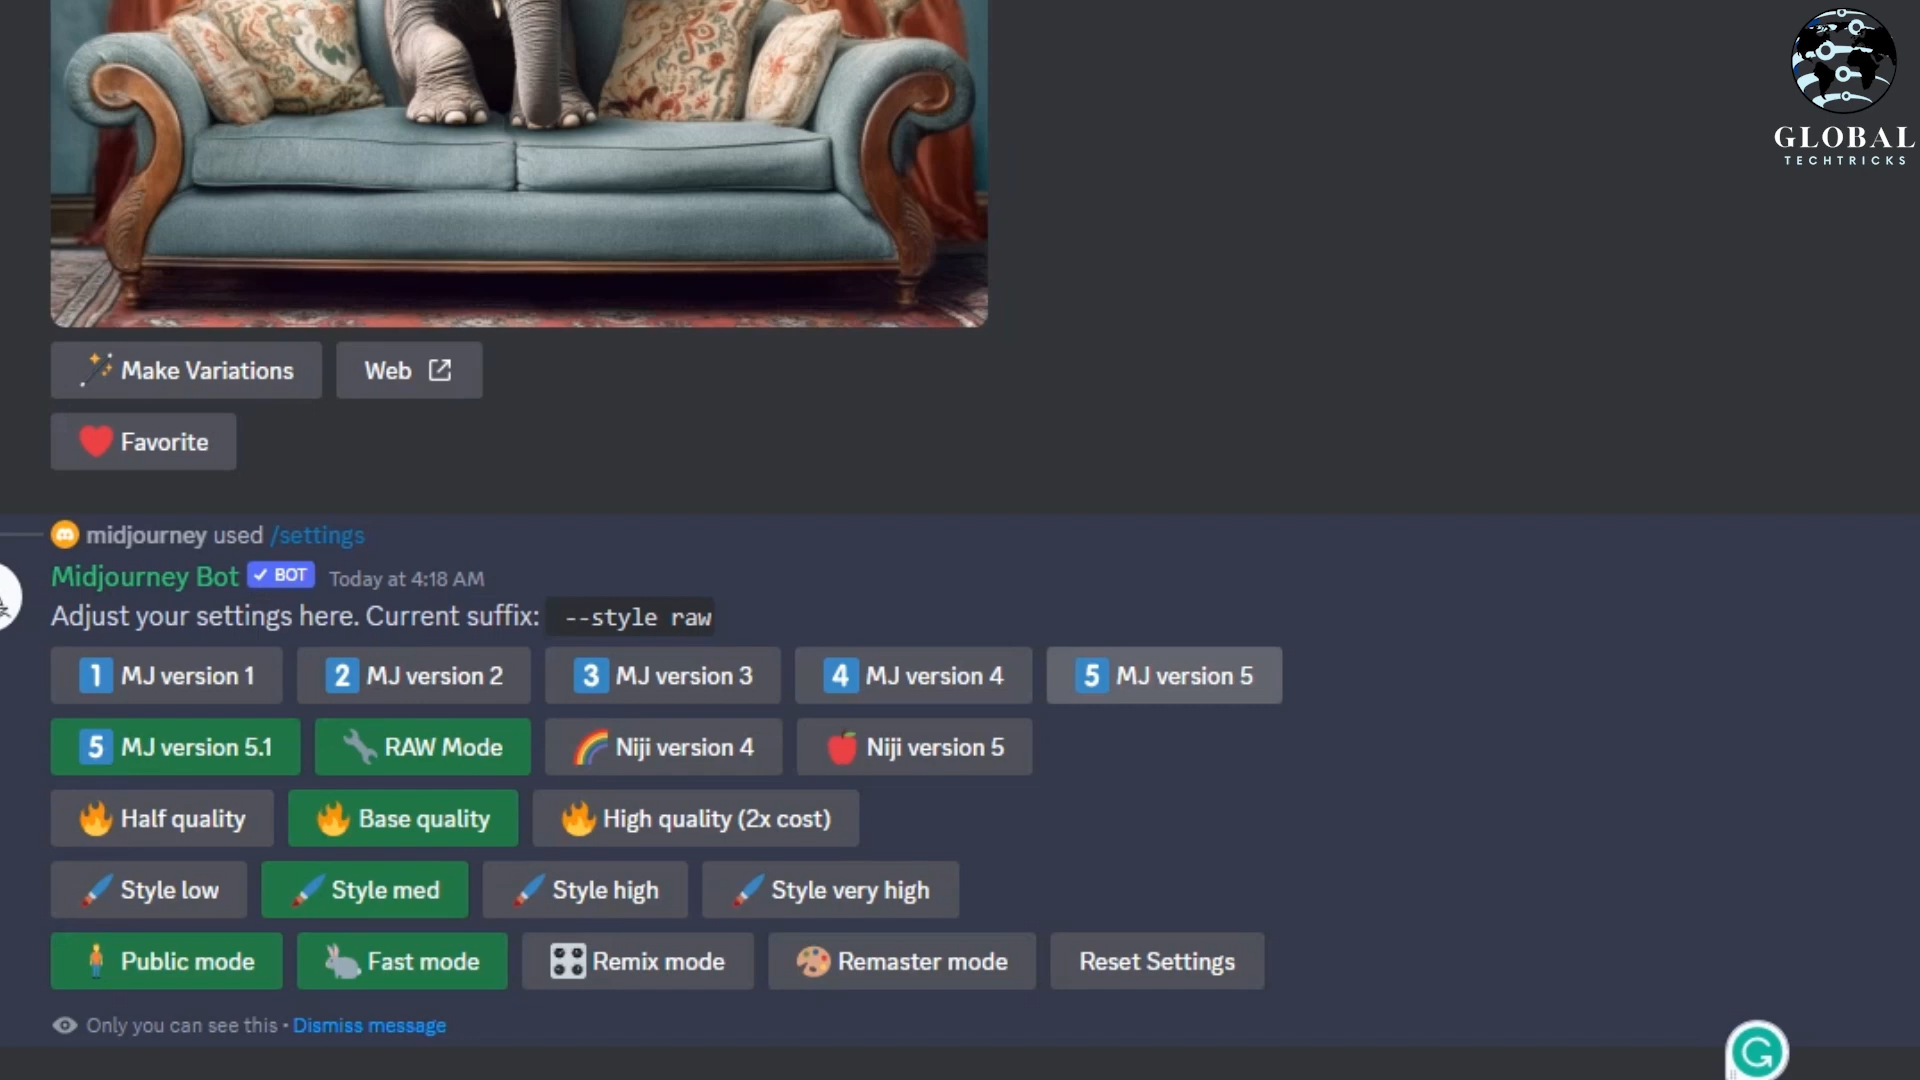 GLOBAL
TECHTRICKS
Make Variations
Web
Favorite
midjourney used /settings
Midjourney Bot BOT Today at 4:18 AM
Adjust your settings here. Current suffix: --style raw
1 MJ version 1 2 MJ version 2 3 MJ version 3 4 MJ version 4 5 MJ version 5
5 MJ version 5.1 RAW Mode Niji version 4 Niji version 5
Half quality Base quality High quality (2x cost)
Style low Style med Style high Style very high
Public mode Fast mode Remix mode Remaster mode Reset Settings
Only you can see this • Dismiss message